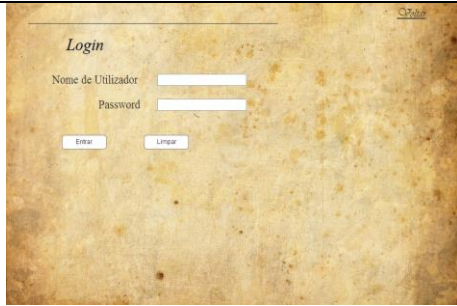 Voltar
Login
Nome de Utilizador
Password
Entrar
Limpar